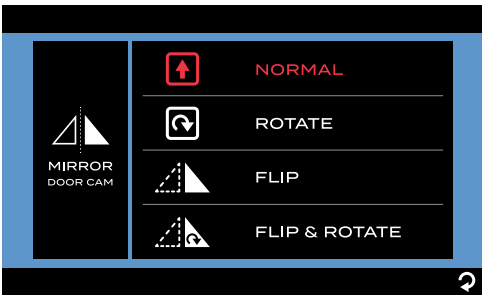 MIRROR
DOOR CAM
NORMAL
ROTATE
FLIP
FLIP & ROTATE